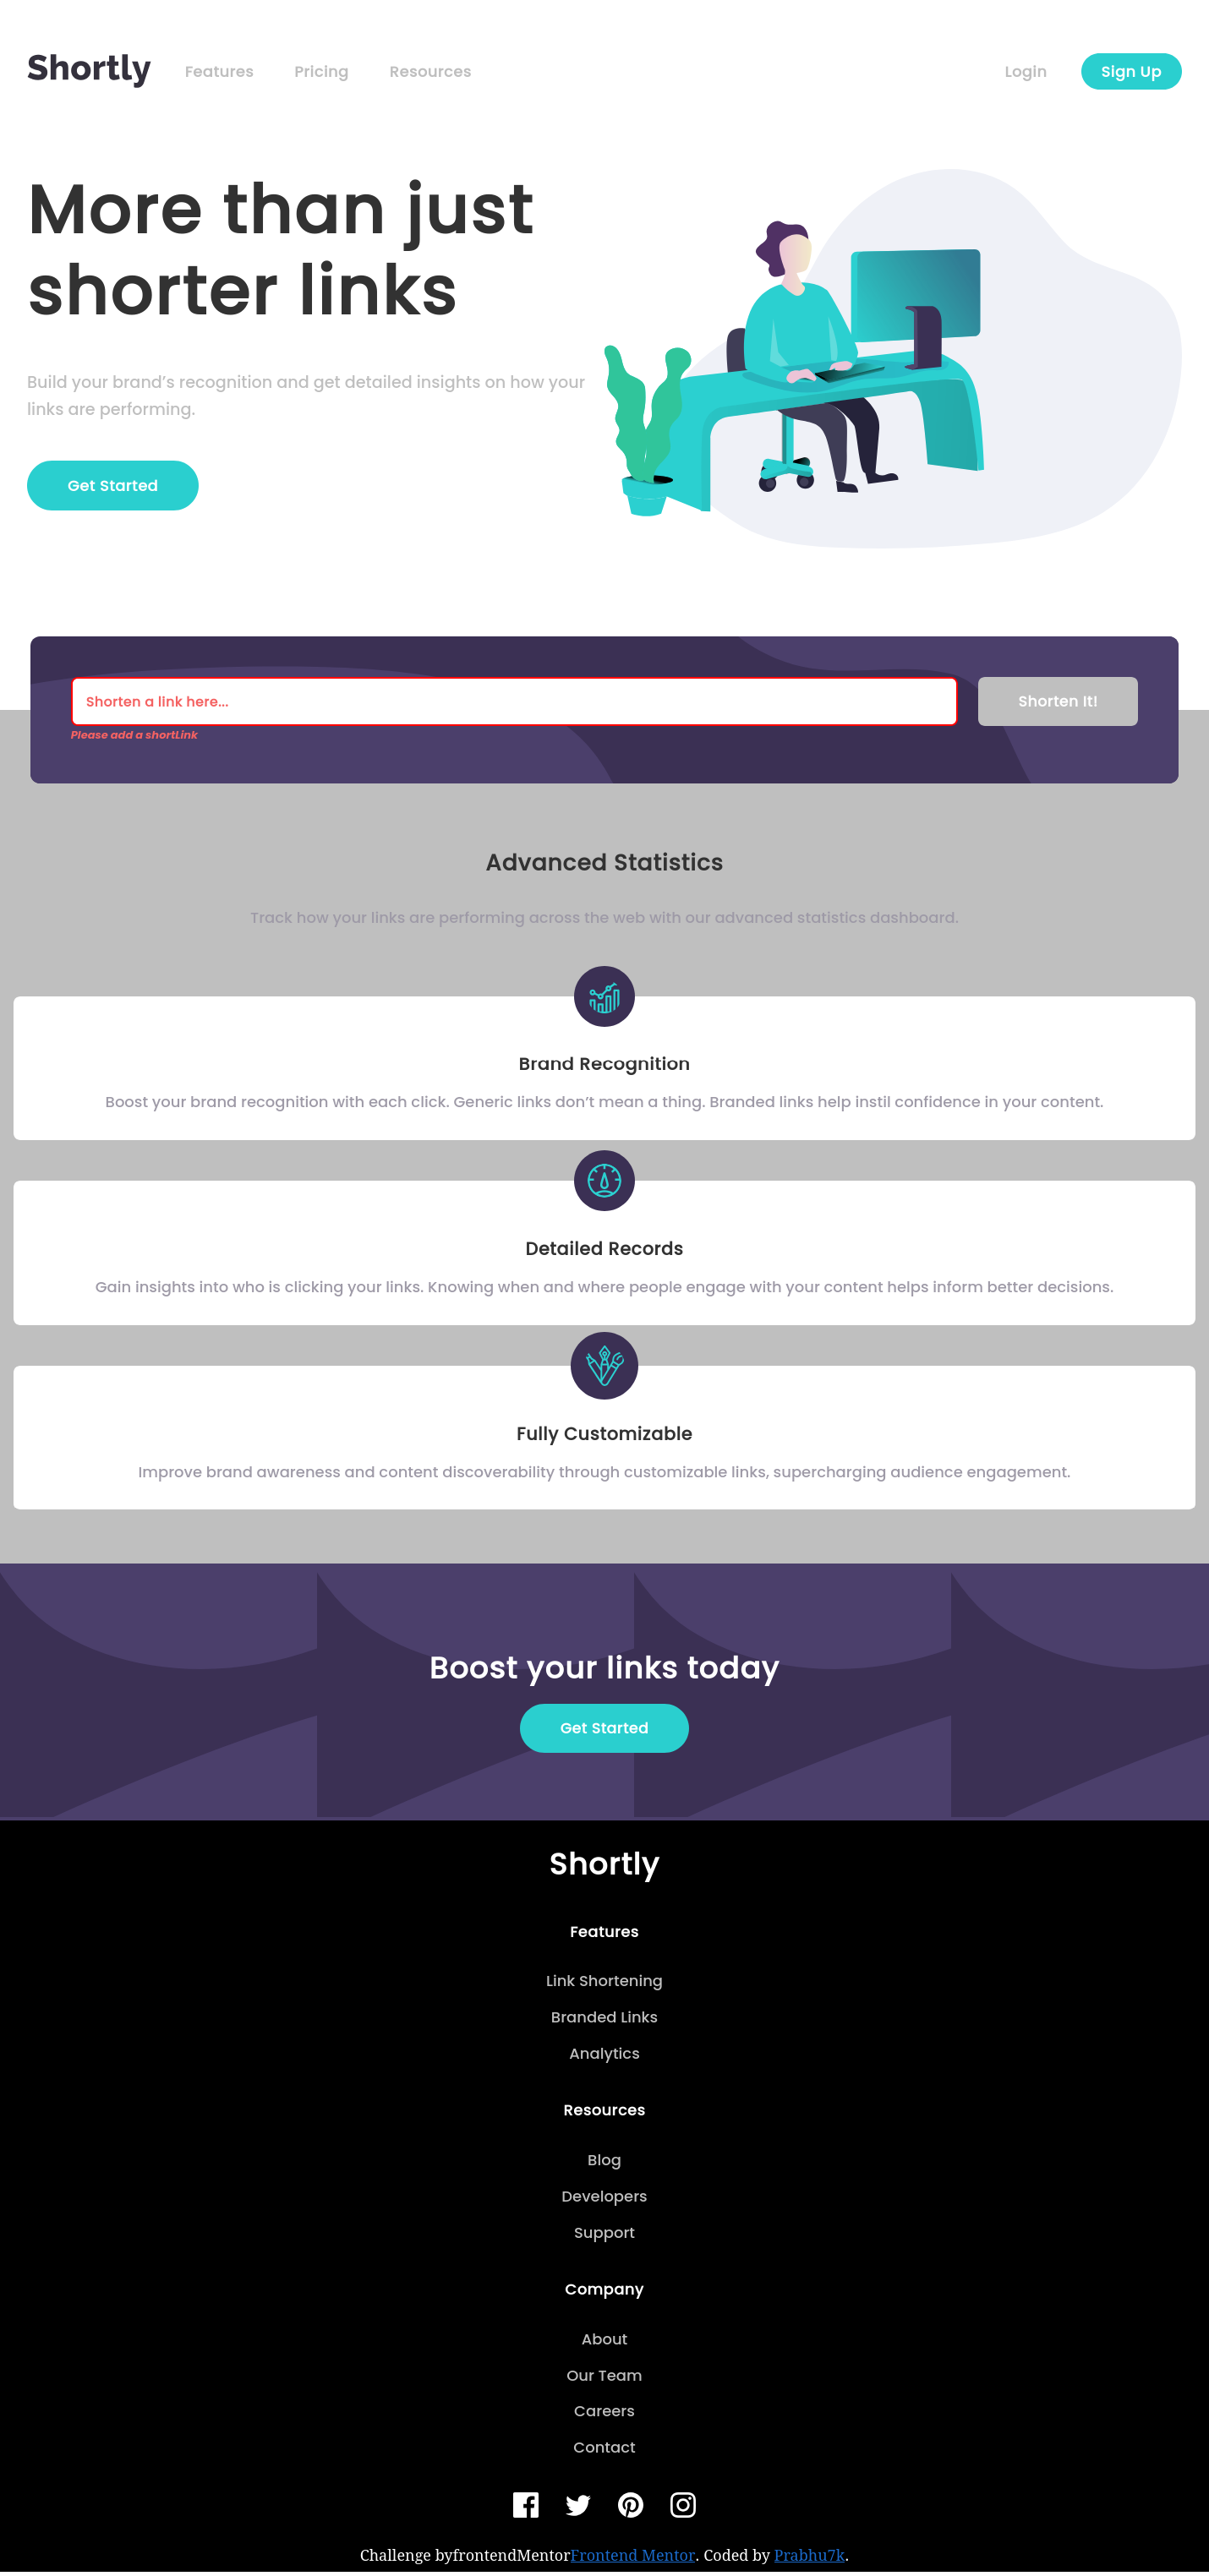 Shortly
Features
Pricing
Resources
Login
Sign Up
More than just
shorter links
Build your brand’s recognition and get detailed insights on how your
links are performing.
Get Started
Shorten a link here...
Shorten It!
Please add a shortLink
Advanced Statistics
Track how your links are performing across the web with our advanced statistics dashboard.
Brand Recognition
Boost your brand recognition with each click. Generic links don’t mean a thing. Branded links help instil confidence in your content.
Detailed Records
Gain insights into who is clicking your links. Knowing when and where people engage with your content helps inform better decisions.
Fully Customizable
Improve brand awareness and content discoverability through customizable links, supercharging audience engagement.
Boost your links today
Get Started
Shortly
Features
Link Shortening
Branded Links
Analytics
Resources
Blog
Developers
Support
Company
About
Our Team
Careers
Contact
Challenge byfrontendMentorFrontend Mentor. Coded by Prabhu7k.